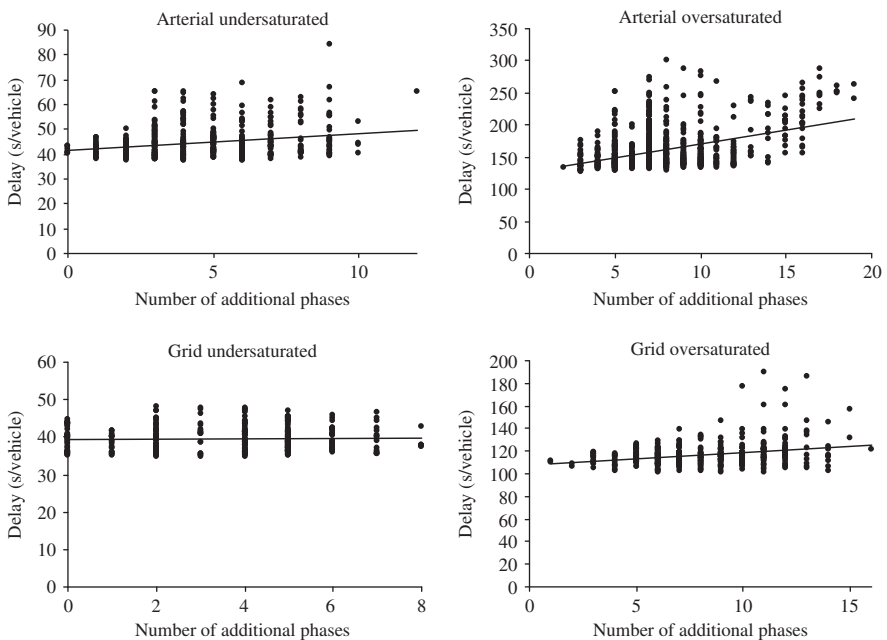 Arterial undersaturated
90
80
70
60
50
40
30
20
10
0
Delay (s/vehicle)
0 5 10
Number of additional phases
Arterial oversaturated
350
300
250
200
150
100
50
0
Delay (s/vehicle)
0 5 10 15 20
Number of additional phases
Grid undersaturated
60
50
40
30
20
10
0
Delay (s/vehicle)
0 2 4 6 8
Number of additional phases
Grid oversaturated
200
180
160
140
120
100
80
60
40
20
0
Delay (s/vehicle)
0 5 10 15
Number of additional phases